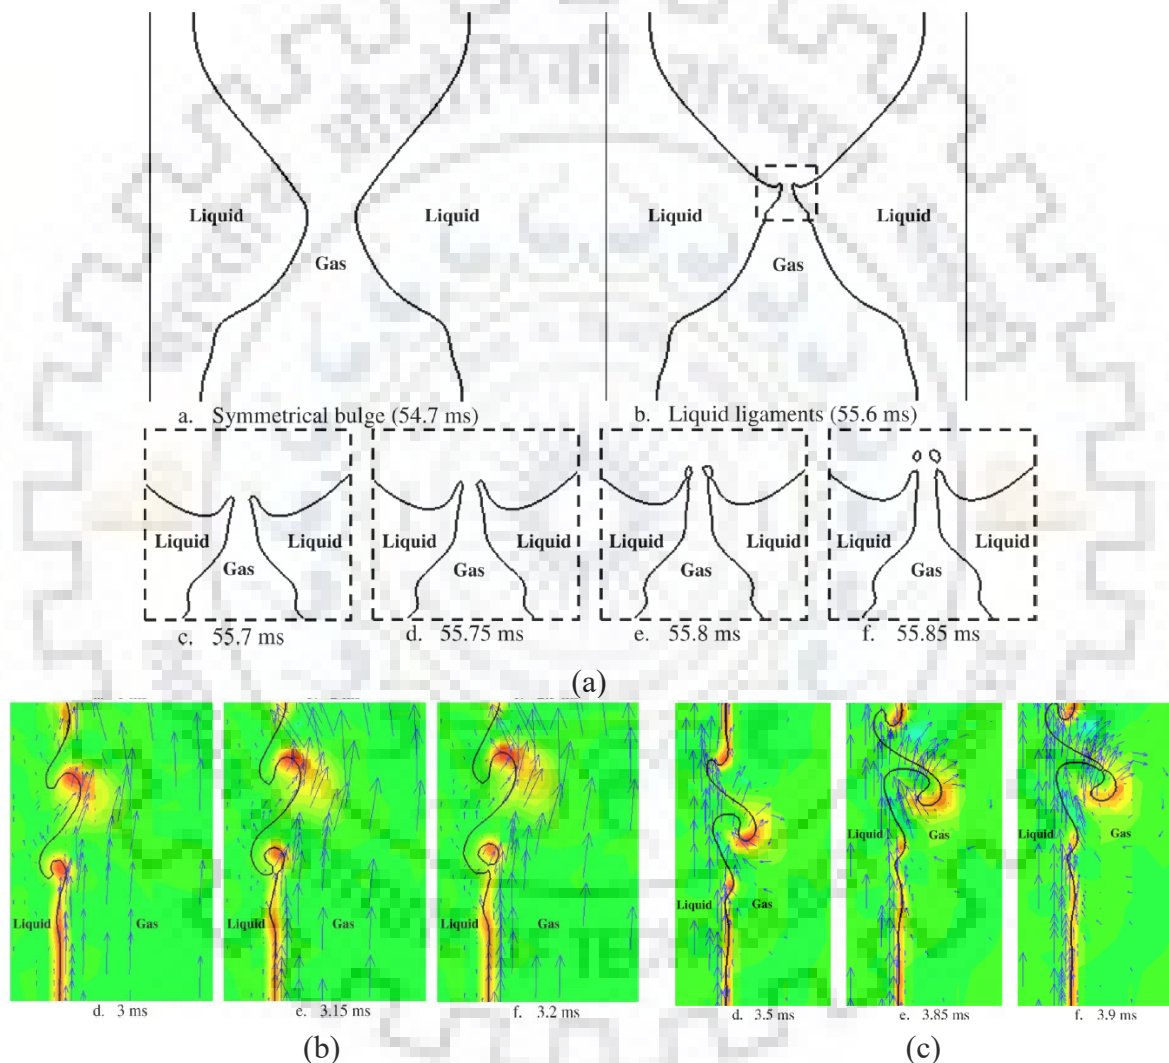 Liquid Liquid Liquid Liquid
Gas Gas
a. Symmetrical bulge (54.7 ms) b. Liquid ligaments (55.6 ms)
Liquid Liquid Liquid Liquid Liquid Liquid Liquid Liquid
Gas Gas Gas Gas
c. 55.7 ms d. 55.75 ms e. 55.8 ms f. 55.85 ms
(a)
Liquid Gas Liquid Gas Liquid Gas Liquid Gas Liquid Gas Liquid Gas
d. 3 ms e. 3.15 ms f. 3.2 ms d. 3.5 ms e. 3.85 ms f. 3.9 ms
(b) (c)